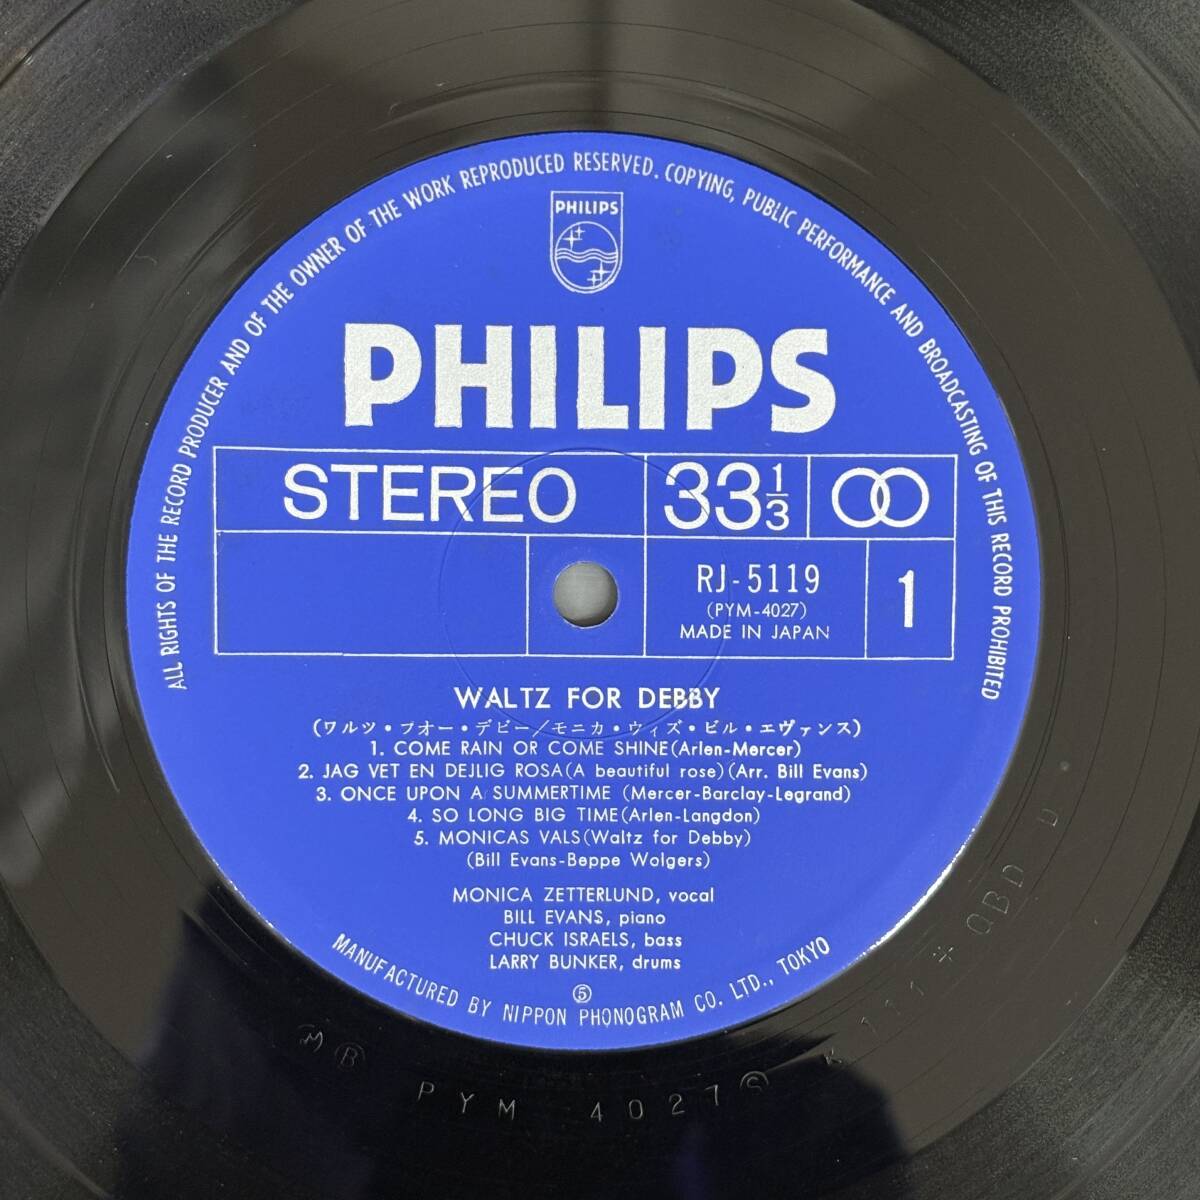 ALL RIGHTS OF THE RECORD PRODUCER AND OF THE OWNER OF THE WORK REPRODUCED RESERVED. COPYING, PUBLIC PERFORMANCE AND BROADCASTING OF THIS RECORD PROHIBITED
PHILIPS
PHILIPS
STEREO 33 1/3
RJ-5119
(PYM-4027)
MADE IN JAPAN
1
WALTZ FOR DEBBY
(ワルツ・フオー・デビー/モニカ・ウィズ・ビル・エヴァンス)
1. COME RAIN OR COME SHINE (Arlen-Mercer)
2. JAG VET EN DEJLIG ROSA (A beautiful rose) (Arr. Bill Evans)
3. ONCE UPON A SUMMERTIME (Mercer-Barclay-Legrand)
4. SO LONG BIG TIME (Arlen-Langdon)
5. MONICAS VALS (Waltz for Debby)
(Bill Evans-Beppe Wolgers)
MONICA ZETTERLUND, vocal
BILL EVANS, piano
CHUCK ISRAELS, bass
LARRY BUNKER, drums
⑤
MANUFACTURED BY NIPPON PHONOGRAM CO. LTD., TOKYO
M Ⓡ PYM 4027 Ⓢ 111 *